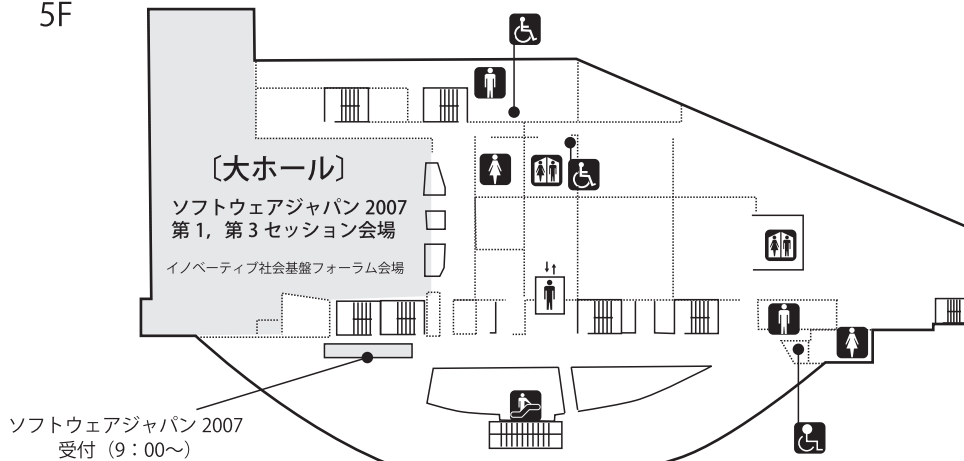 5F
〔大ホール〕
ソフトウェアジャパン 2007
第 1，第 3 セッション会場
イノベーティブ社会基盤フォーラム会場
ソフトウェアジャパン 2007
受付（9：00～）